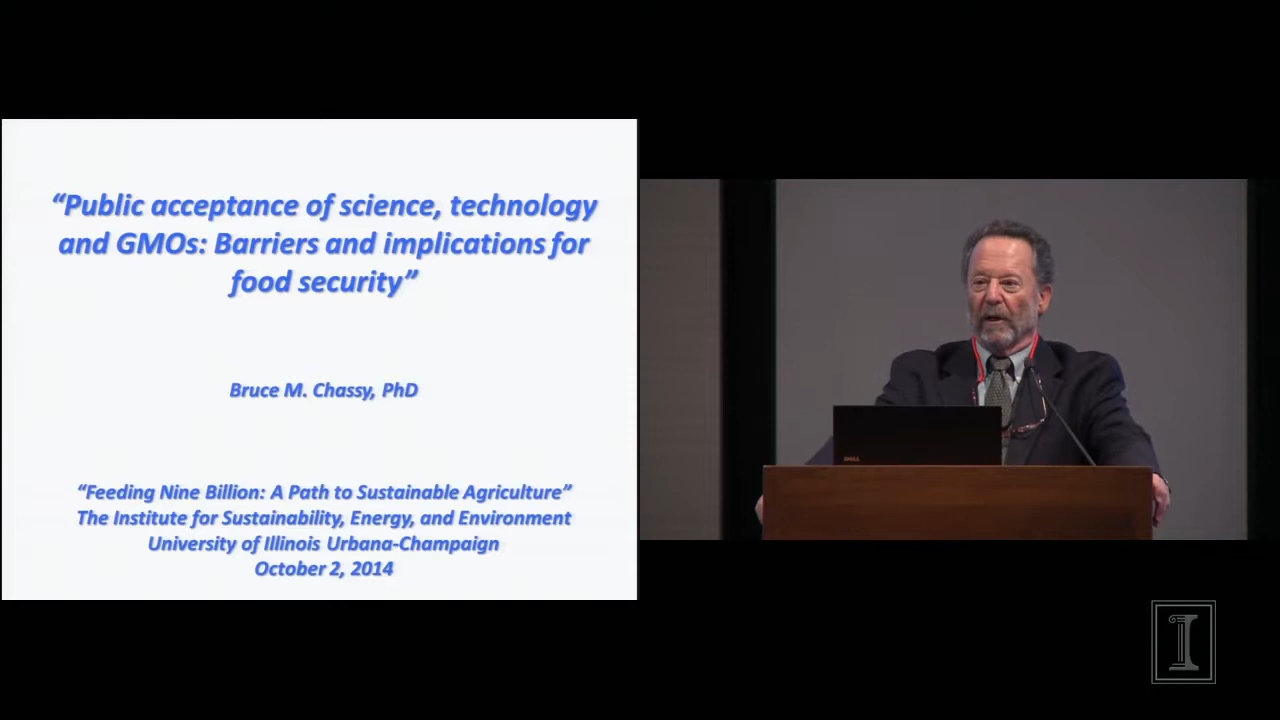 “Public acceptance of science, technology
and GMOs: Barriers and implications for
food security”
Bruce M. Chassy, PhD
“Feeding Nine Billion: A Path to Sustainable Agriculture”
The Institute for Sustainability, Energy, and Environment
University of Illinois Urbana-Champaign
October 2, 2014
DELL
I